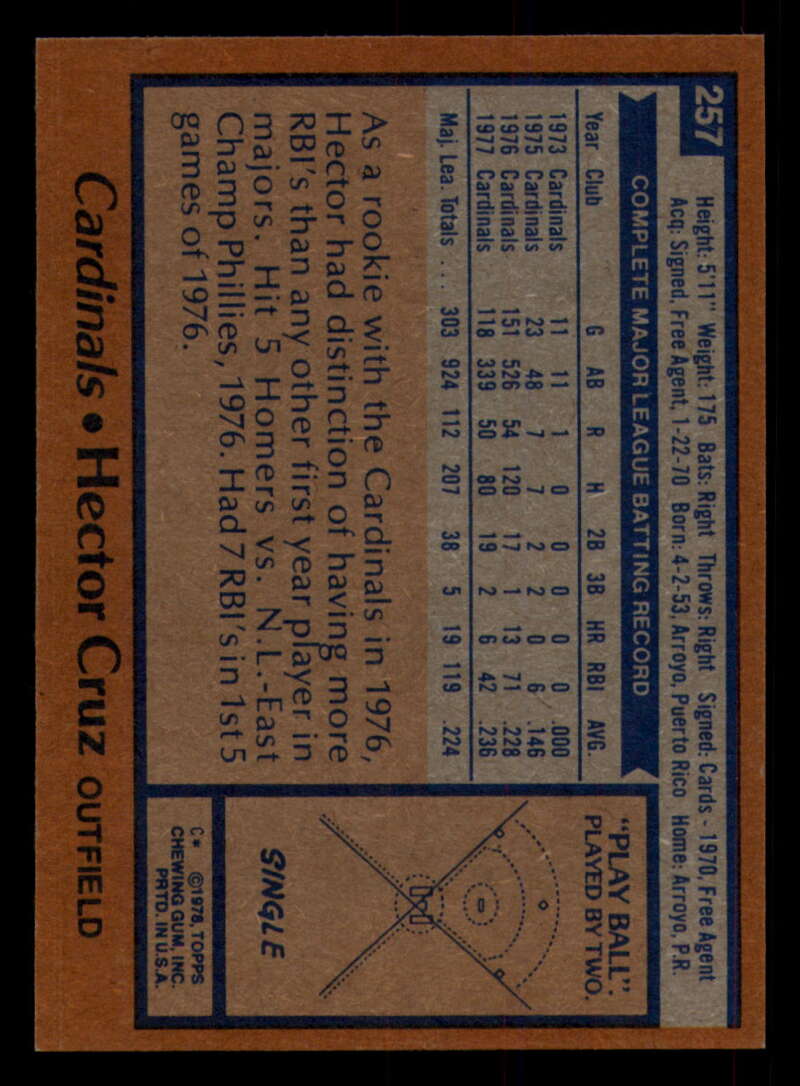 257
Height: 5'11" Weight: 175 Bats: Right Throws: Right Signed: Cards - 1970, Free Agent
Acq: Signed, Free Agent, 1-22-70 Born: 4-2-53, Arroyo, Puerto Rico Home: Arroyo, P.R.
COMPLETE MAJOR LEAGUE BATTING RECORD
Year Club G AB R H 2B 3B HR RBI AVG.
1973 Cardinals 11 11 1 0 0 0 0 0 .000
1975 Cardinals 23 48 7 7 2 2 0 6 .146
1976 Cardinals 151 526 54 120 17 1 13 71 .228
1977 Cardinals 118 339 50 80 19 2 6 42 .236
Maj. Lea. Totals ... 303 924 112 207 38 5 19 119 .224
As a rookie with the Cardinals in 1976,
Hector had distinction of having more
RBI's than any other first year player in
majors. Hit 5 Homers vs. N.L.-East
Champ Phillies, 1976. Had 7 RBI's in 1st 5
games of 1976.
"PLAY BALL":
PLAYED BY TWO.
SINGLE
C* ©1978, TOPPS
CHEWING GUM, INC.
PRTD. IN U.S.A.
Cardinals • Hector Cruz OUTFIELD